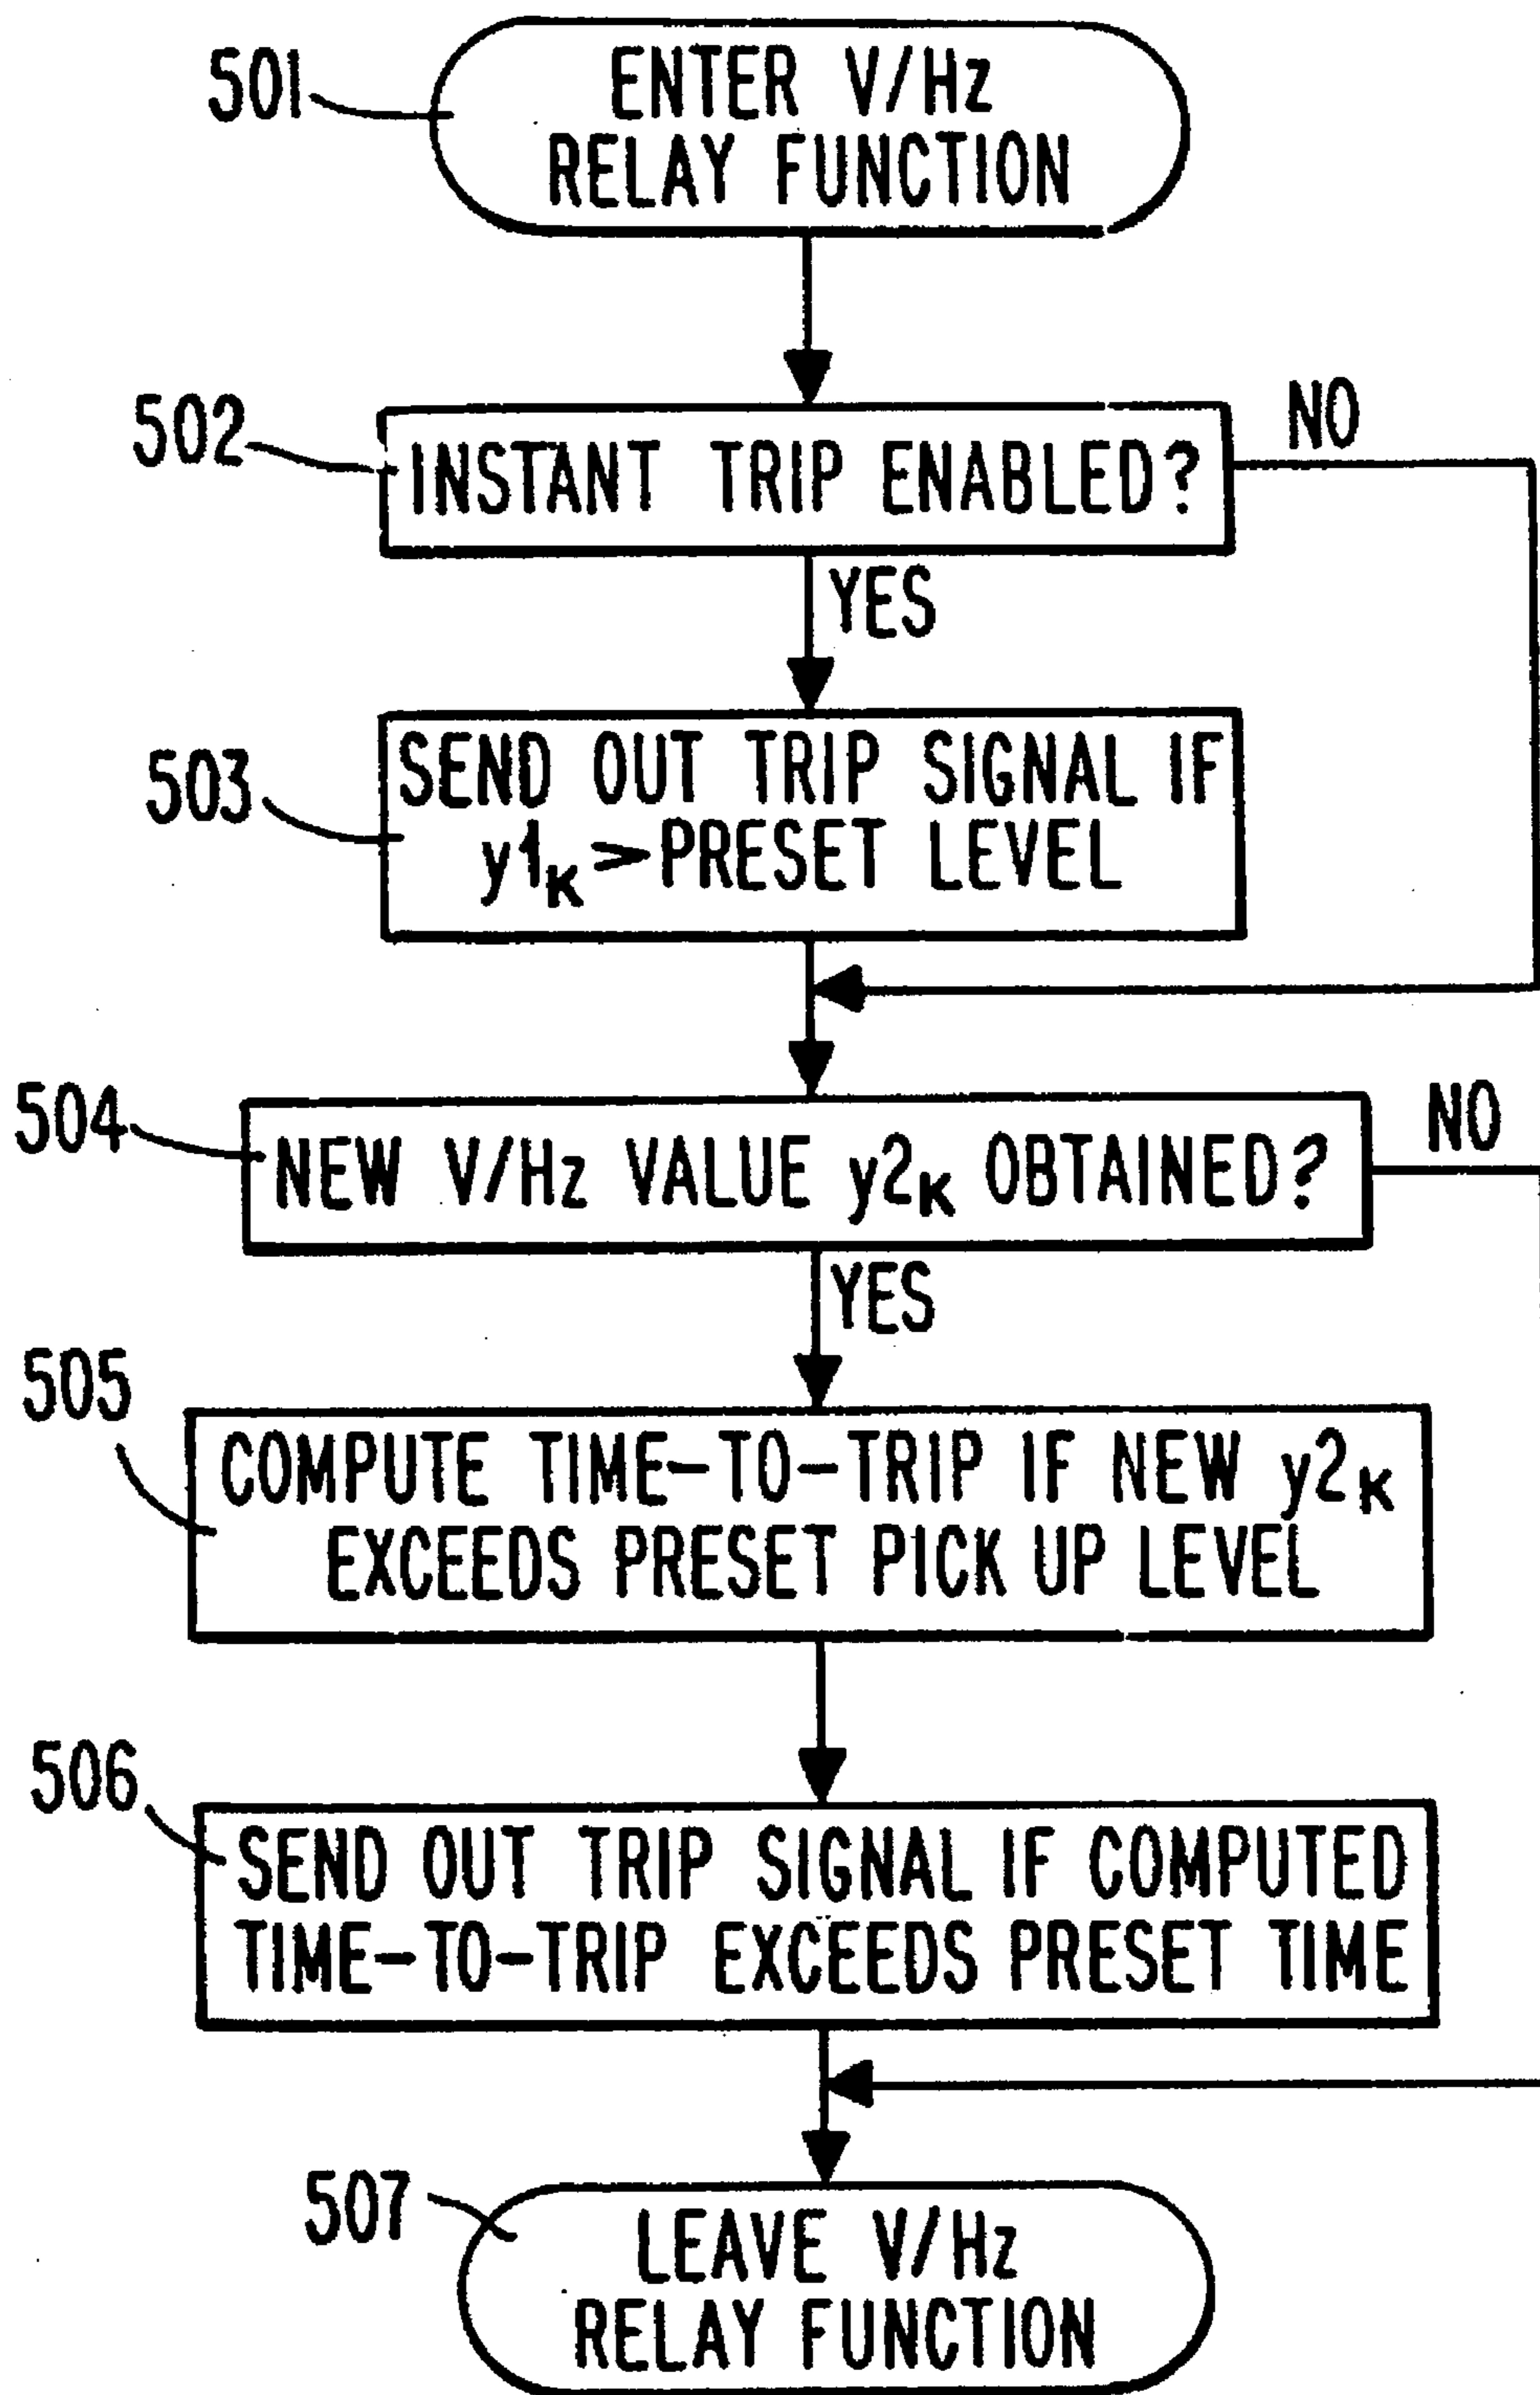 501
ENTER V/Hz
RELAY FUNCTION
502
INSTANT TRIP ENABLED?
NO
YES
503
SEND OUT TRIP SIGNAL IF
y1K>PRESET LEVEL
504
NEW V/Hz VALUE y2K OBTAINED?
NO
YES
505
COMPUTE TIME-TO-TRIP IF NEW y2K
EXCEEDS PRESET PICK UP LEVEL
506
SEND OUT TRIP SIGNAL IF COMPUTED
TIME-TO-TRIP EXCEEDS PRESET TIME
507
LEAVE V/Hz
RELAY FUNCTION